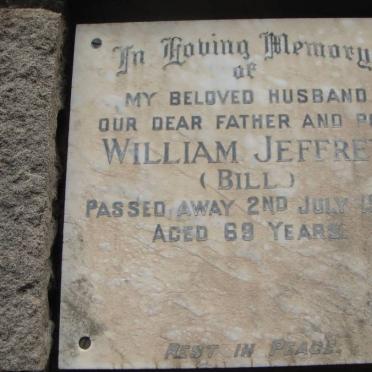 In Loving Memory
of
MY BELOVED HUSBAND
OUR DEAR FATHER AND
WILLIAM JEFFREY
(BILL)
PASSED AWAY 2ND JULY
AGED 69 YEARS.
REST IN PEACE.